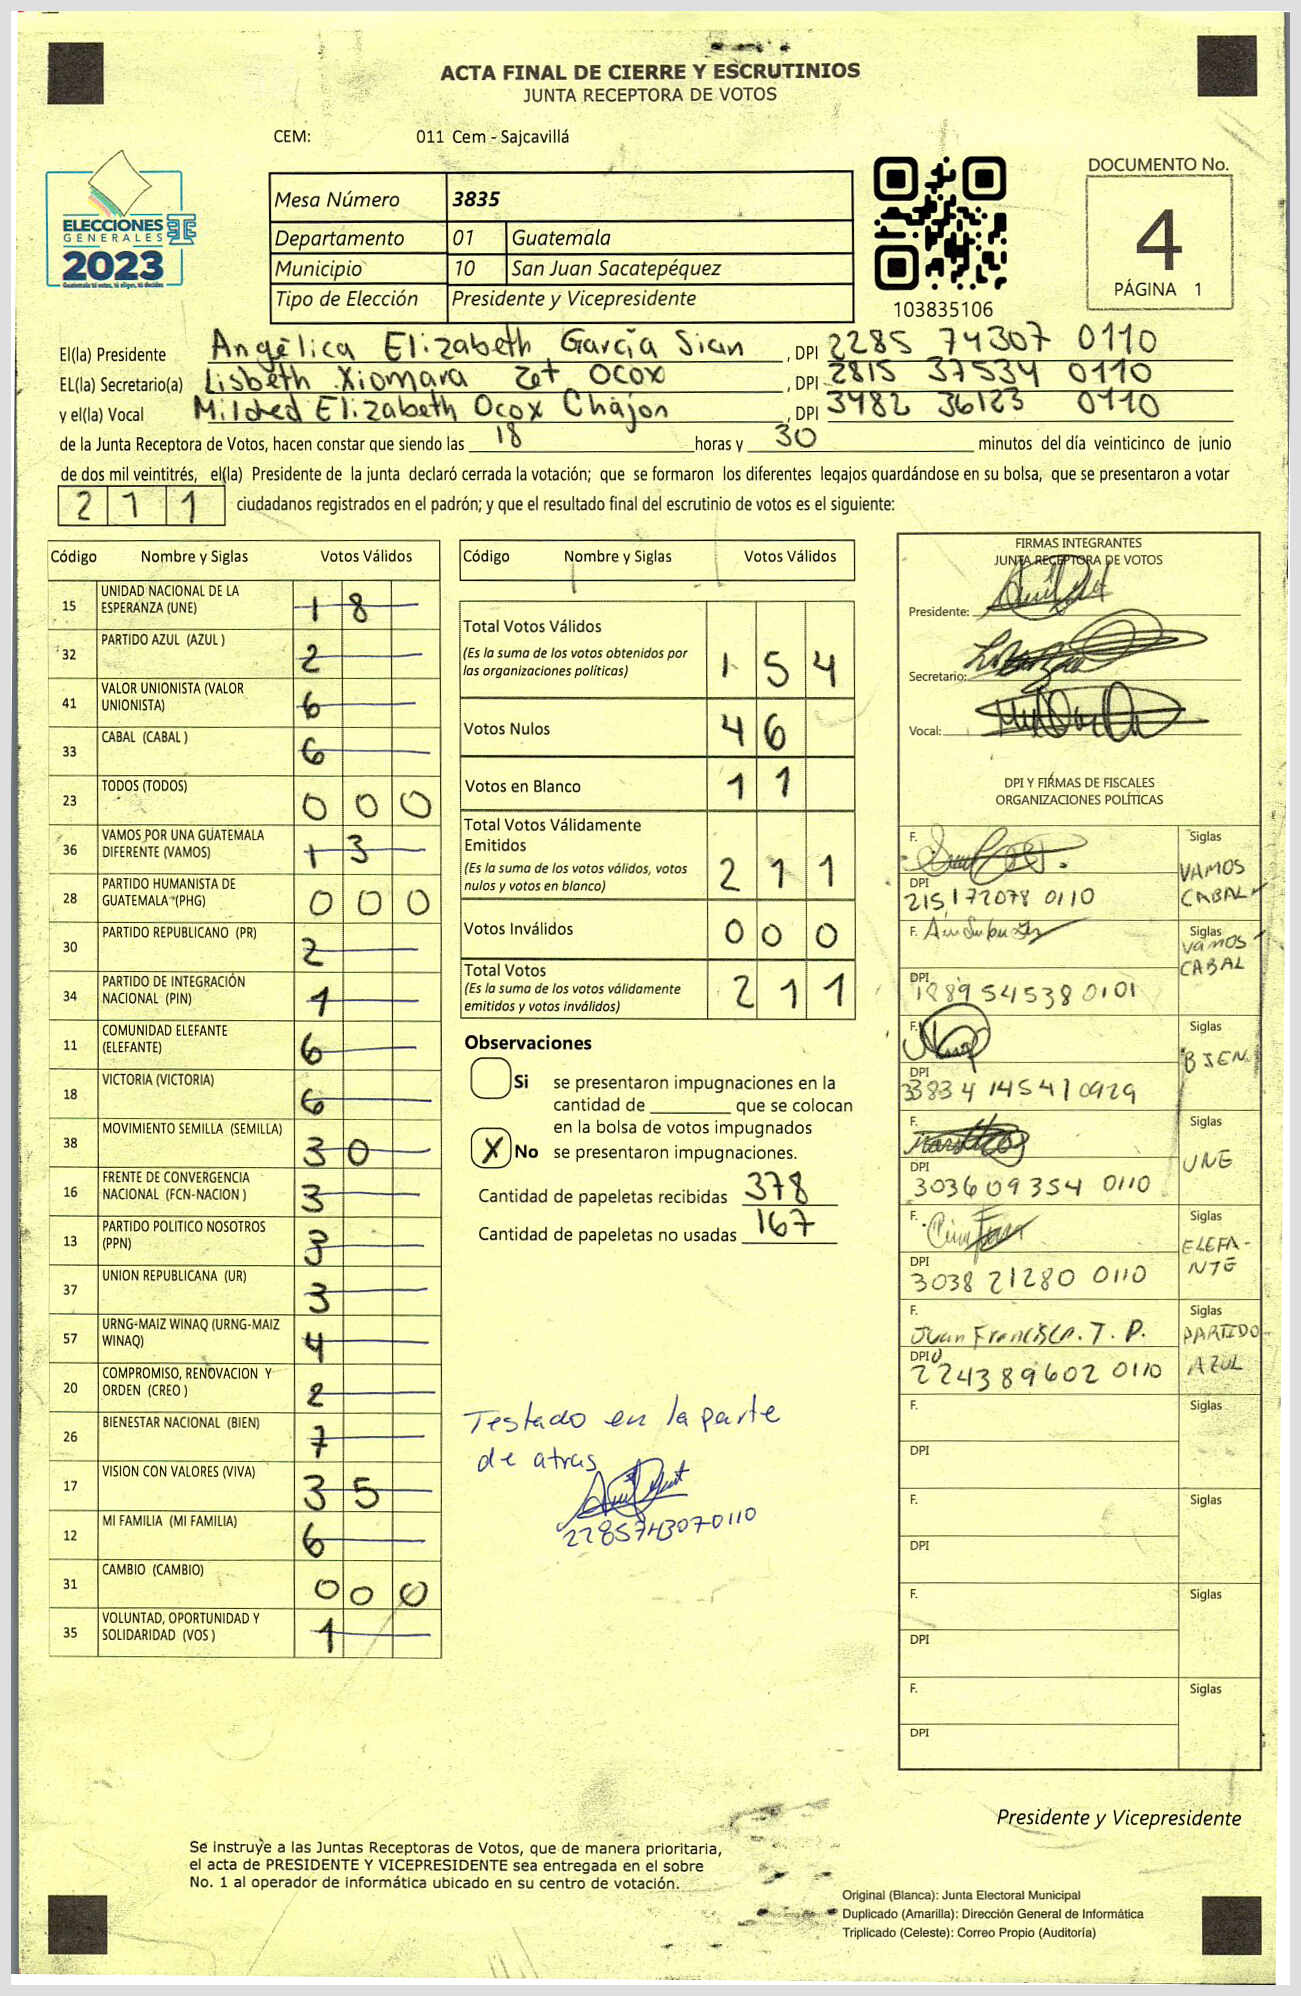 ACTA FINAL DE CIERRE Y ESCRUTINIOS
JUNTA RECEPTORA DE VOTOS
CEM: 011 Cem - Sajcavillá
ELECCIONES
GENERALES
2023
Guatemala tú votas, tú eliges, tú decides
Mesa Número 3835
Departamento 01 Guatemala
Municipio 10 San Juan Sacatepéquez
Tipo de Elección Presidente y Vicepresidente
103835106
DOCUMENTO No.
4
PÁGINA 1
El(la) Presidente Angélica Elizabeth García Sian , DPI 2285 74307 0110
EL(la) Secretario(a) Lisbeth Xiomara Zet Ocox , DPI 2815 37534 0110
y el(la) Vocal Mildred Elizabeth Ocox Chajon , DPI 3982 36123 0110
de la Junta Receptora de Votos, hacen constar que siendo las 18 horas y 30 minutos del día veinticinco de junio
de dos mil veintitrés, el(la) Presidente de la junta declaró cerrada la votación; que se formaron los diferentes legajos guardándose en su bolsa, que se presentaron a votar
211 ciudadanos registrados en el padrón; y que el resultado final del escrutinio de votos es el siguiente:
Código Nombre y Siglas Votos Válidos
15 UNIDAD NACIONAL DE LA ESPERANZA (UNE) 18
32 PARTIDO AZUL (AZUL ) 2
41 VALOR UNIONISTA (VALOR UNIONISTA) 6
33 CABAL (CABAL ) 6
23 TODOS (TODOS) 0 0 0
36 VAMOS POR UNA GUATEMALA DIFERENTE (VAMOS) 13
28 PARTIDO HUMANISTA DE GUATEMALA (PHG) 0 0 0
30 PARTIDO REPUBLICANO (PR) 2
34 PARTIDO DE INTEGRACIÓN NACIONAL (PIN) 1
11 COMUNIDAD ELEFANTE (ELEFANTE) 6
18 VICTORIA (VICTORIA) 6
38 MOVIMIENTO SEMILLA (SEMILLA) 30
16 FRENTE DE CONVERGENCIA NACIONAL (FCN-NACION ) 3
13 PARTIDO POLITICO NOSOTROS (PPN) 3
37 UNION REPUBLICANA (UR) 3
57 URNG-MAIZ WINAQ (URNG-MAIZ WINAQ) 4
20 COMPROMISO, RENOVACION Y ORDEN (CREO ) 2
26 BIENESTAR NACIONAL (BIEN) 7
17 VISION CON VALORES (VIVA) 35
12 MI FAMILIA (MI FAMILIA) 6
31 CAMBIO (CAMBIO) 0 0 0
35 VOLUNTAD, OPORTUNIDAD Y SOLIDARIDAD (VOS ) 1
Código Nombre y Siglas Votos Válidos
Total Votos Válidos
(Es la suma de los votos obtenidos por
las organizaciones políticas) 1 5 4
Votos Nulos 4 6
Votos en Blanco 1 1
Total Votos Válidamente
Emitidos
(Es la suma de los votos válidos, votos
nulos y votos en blanco) 2 1 1
Votos Inválidos 0 0 0
Total Votos
(Es la suma de los votos válidamente
emitidos y votos inválidos) 2 1 1
Observaciones
Si se presentaron impugnaciones en la
cantidad de ________ que se colocan
en la bolsa de votos impugnados
X No se presentaron impugnaciones.
Cantidad de papeletas recibidas 378
Cantidad de papeletas no usadas 167
Testado en la parte
de atras
2285743070110
FIRMAS INTEGRANTES
JUNTA RECEPTORA DE VOTOS
Presidente:
Secretario:
Vocal:
DPI Y FIRMAS DE FISCALES
ORGANIZACIONES POLÍTICAS
F. Siglas VAMOS CABAL
DPI 215172078 0110
F. Siglas VAMOS CABAL
DPI 1889 54538 0101
F. Siglas BIEN
DPI 3383414541 0929
F. Siglas UNE
DPI 303609354 0110
F. Siglas ELEFA-NTE
DPI 3038 21280 0110
F. Juan Francisco. T. P. Siglas PARTIDO AZUL
DPI 224389602 0110
F. Siglas
DPI
F. Siglas
DPI
F. Siglas
DPI
F. Siglas
DPI
Presidente y Vicepresidente
Se instruye a las Juntas Receptoras de Votos, que de manera prioritaria,
el acta de PRESIDENTE Y VICEPRESIDENTE sea entregada en el sobre
No. 1 al operador de informática ubicado en su centro de votación.
Original (Blanca): Junta Electoral Municipal
Duplicado (Amarilla): Dirección General de Informática
Triplicado (Celeste): Correo Propio (Auditoría)